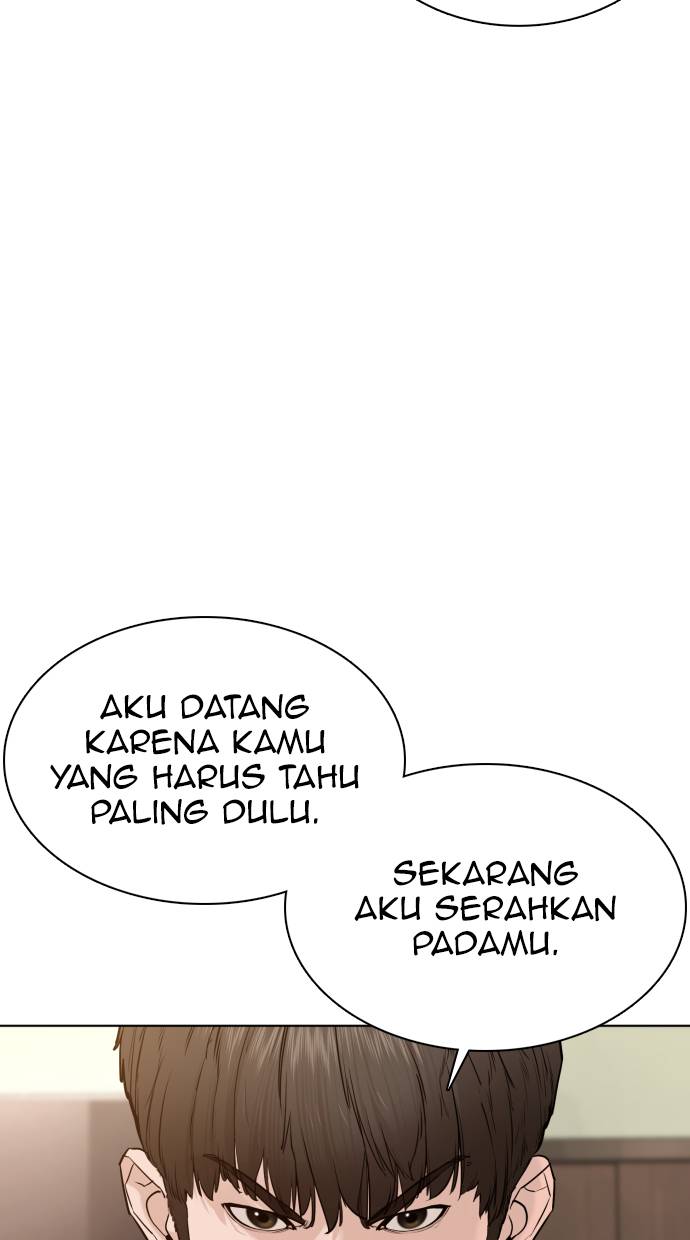 AKU DATANG
KARENA KAMU
YANG HARUS TAHU
PALING DULU.
SEKARANG
AKU SERAHKAN
PADAMU.